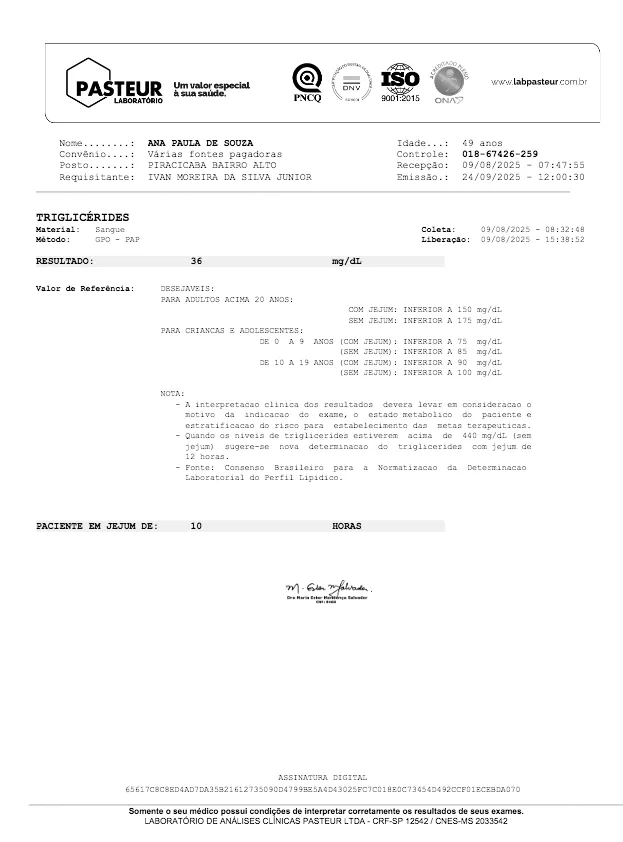 PASTEUR
LABORATÓRIO
Um valor especial
à sua saúde.
PNCQ
DNV
ISO
9001:2015
ACREDITADO PLENO
ONA
www.labpasteur.com.br
Nome.......: ANA PAULA DE SOUZA Idade...: 49 anos
Convênio....: Várias fontes pagadoras Controle: 018-67426-259
Posto.......: PIRACICABA BAIRRO ALTO Recepção: 09/08/2025 - 07:47:55
Requisitante: IVAN MOREIRA DA SILVA JUNIOR Emissão.: 24/09/2025 - 12:00:30
TRIGLICÉRIDES
Material: Sangue Coleta: 09/08/2025 - 08:32:48
Método: GPO - PAP Liberação: 09/08/2025 - 15:38:52
RESULTADO: 36 mg/dL
Valor de Referência: DESEJAVEIS:
PARA ADULTOS ACIMA 20 ANOS:
COM JEJUM: INFERIOR A 150 mg/dL
SEM JEJUM: INFERIOR A 175 mg/dL
PARA CRIANCAS E ADOLESCENTES:
DE 0 A 9 ANOS (COM JEJUM): INFERIOR A 75 mg/dL
(SEM JEJUM): INFERIOR A 85 mg/dL
DE 10 A 19 ANOS (COM JEJUM): INFERIOR A 90 mg/dL
(SEM JEJUM): INFERIOR A 100 mg/dL
NOTA:
- A interpretacao clinica dos resultados devera levar em consideracao o
motivo da indicacao do exame, o estado metabolico do paciente e
estratificacao do risco para estabelecimento das metas terapeuticas.
- Quando os niveis de triglicerides estiverem acima de 440 mg/dL (sem
jejum) sugere-se nova determinacao do triglicerides com jejum de
12 horas.
- Fonte: Consenso Brasileiro para a Normatizacao da Determinacao
Laboratorial do Perfil Lipidico.
PACIENTE EM JEJUM DE: 10 HORAS
Dra Maria Ester Mendonça Salvador
ASSINATURA DIGITAL
65617C8C8ED4AD7DA35B21612735090D4799BE5A4D43025FC7C018E0C73454D492CCF01ECEBDA070
Somente o seu médico possui condições de interpretar corretamente os resultados de seus exames.
LABORATÓRIO DE ANÁLISES CLÍNICAS PASTEUR LTDA - CRF-SP 12542 / CNES-MS 2033542